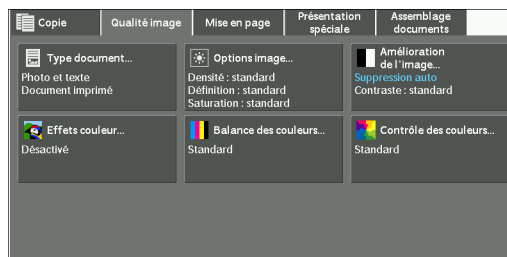 Copie
Qualité image
Mise en page
Présentation
spéciale
Assemblage
documents
Type document...
Photo et texte
Document imprimé
Options image...
Densité : standard
Définition : standard
Saturation : standard
Amélioration
de l'image...
Suppression auto
Contraste : standard
Effets couleur...
Désactivé
Balance des couleurs...
Standard
Contrôle des couleurs...
Standard